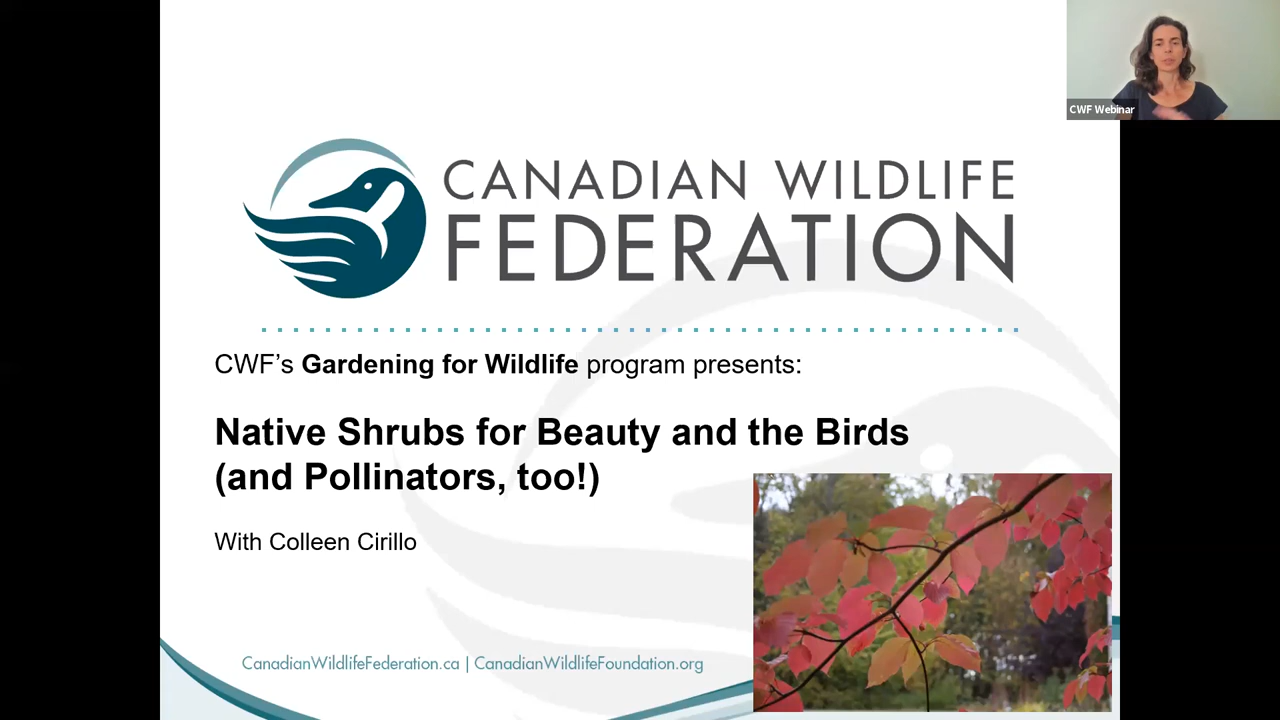 CWF Webinar
CANADIAN WILDLIFE
FEDERATION
CWF’s Gardening for Wildlife program presents:
Native Shrubs for Beauty and the Birds
(and Pollinators, too!)
With Colleen Cirillo
CanadianWildlifeFederation.ca | CanadianWildlifeFoundation.org